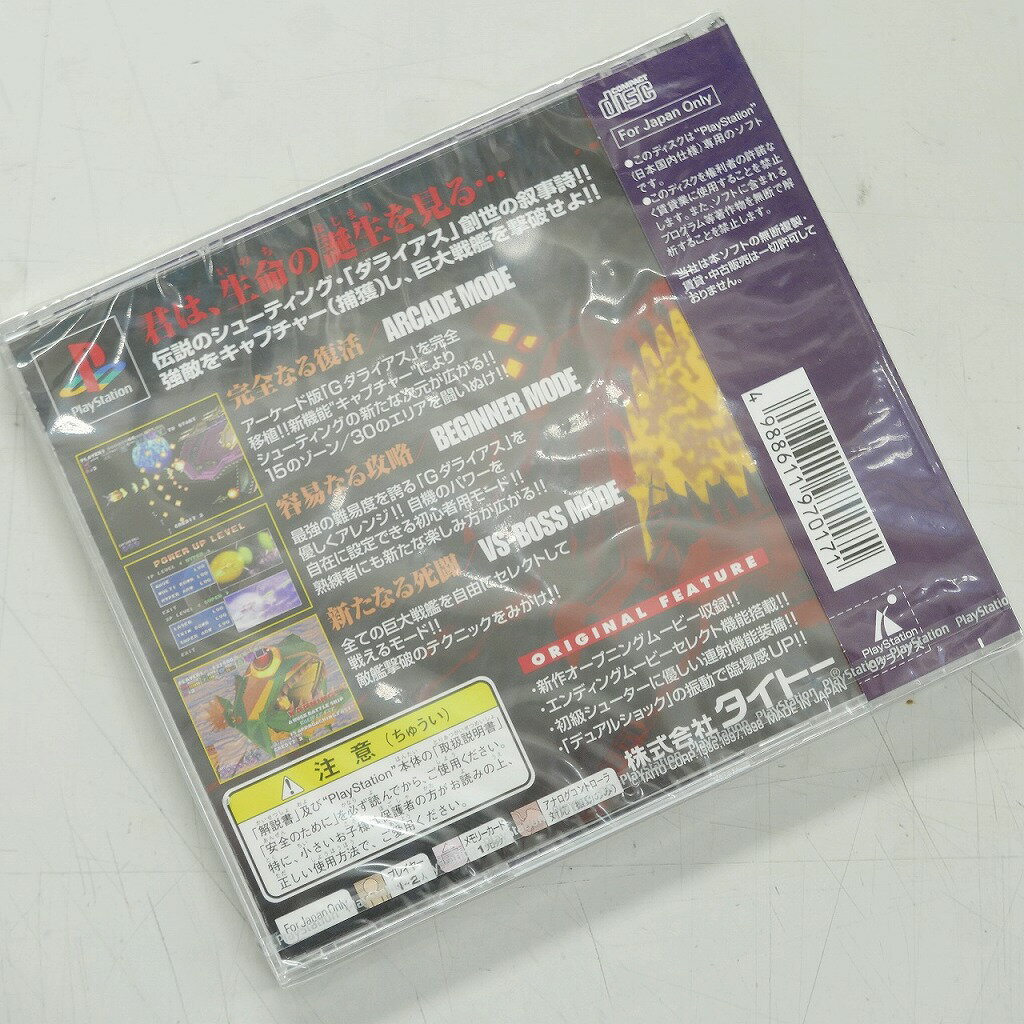 君は、生命の誕生を見る…
伝説のシューティング・「ダライアス」創世の叙事詩!!
強敵をキャプチャー(捕獲)し、巨大戦艦を撃破せよ!!
PlayStation
完全なる復活 ARCADE MODE
アーケード版「Gダライアス」を完全
移植!!新機能"キャプチャー"により
シューティングの新たな次元が広がる!!
15のゾーン/30のエリアを闘いぬけ!!
容易なる攻略 BEGINNER MODE
最強の難易度を誇る「Gダライアス」を
優しくアレンジ!!自機のパワーを
自在に設定できる初心者用モード!!
熟練者にも新たな楽しみ方が広がる!!
新たなる死闘 VS·BOSS MODE
全ての巨大戦艦を自由にセレクトして
戦えるモード!!
敵艦撃破のテクニックをみがけ!!
POWER UP LEVEL
ORIGINAL FEATURE
・新作オープニングムービー収録!!
・エンディングムービーセレクト機能搭載!!
・初級シューターに優しい連射機能装備!!
・「デュアルショック」の振動で臨場感UP!!
株式会社タイトー
MADE IN JAPAN
注意(ちゅうい)
「解説書」及び"PlayStation"本体の「取扱説明書」
「安全のために」を必ず読んでから、ご使用ください。
特に、小さいお子様は保護者の方がお読みの上、
正しい使用方法で、ご愛用ください。
For Japan Only
プレイヤー
1~2人
メモリーカード
アナログコントローラ
COMPACT
disc
For Japan Only
●このディスクは"PlayStation"
(日本国内仕様)専用のソフト
です。
●このディスクを権利者の許諾な
く賃貸業に使用することを禁止
します。また、ソフトに含まれる
プログラム等著作物を無断で解
析することを禁止します。
当社は本ソフトの無断複製・
賃貸・中古販売は一切許可して
おりません。
4 988611 970171
PlayStation